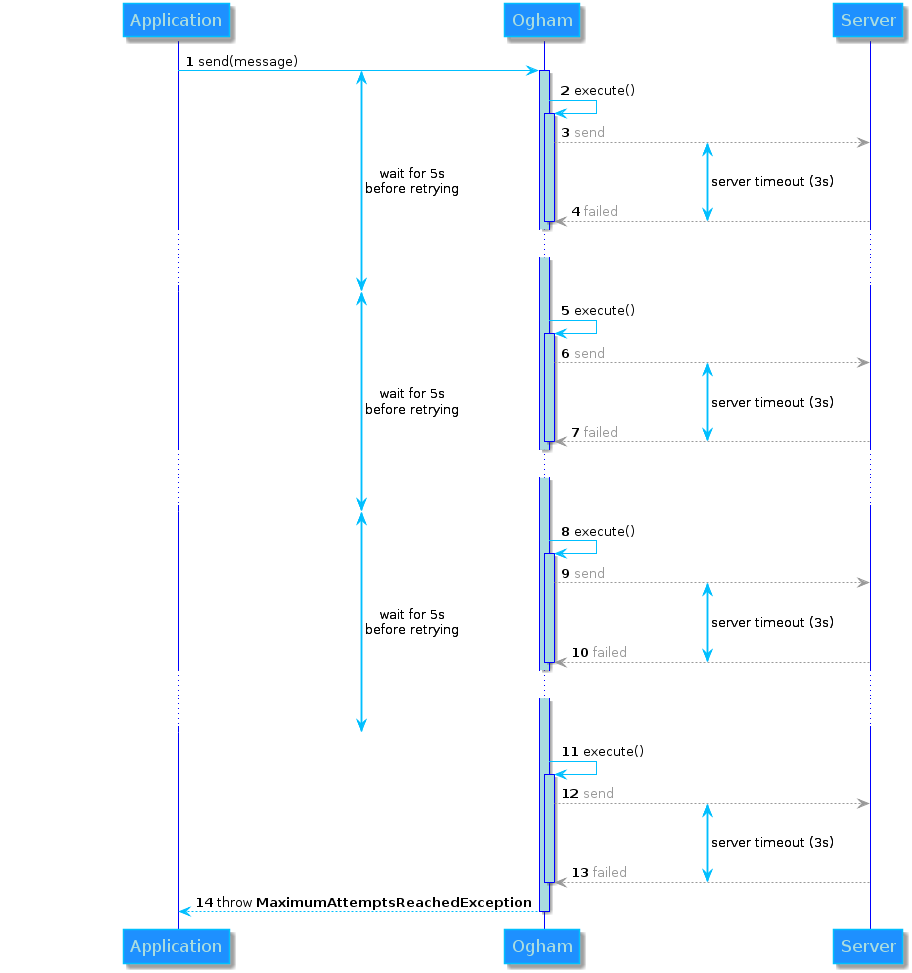 Application
Ogham
Server
1 send(message)
2 execute()
3 send
wait for 5s
before retrying
server timeout (3s)
4 failed
5 execute()
6 send
wait for 5s
before retrying
server timeout (3s)
7 failed
8 execute()
9 send
wait for 5s
before retrying
server timeout (3s)
10 failed
11 execute()
12 send
server timeout (3s)
13 failed
14 throw MaximumAttemptsReachedException
Application
Ogham
Server